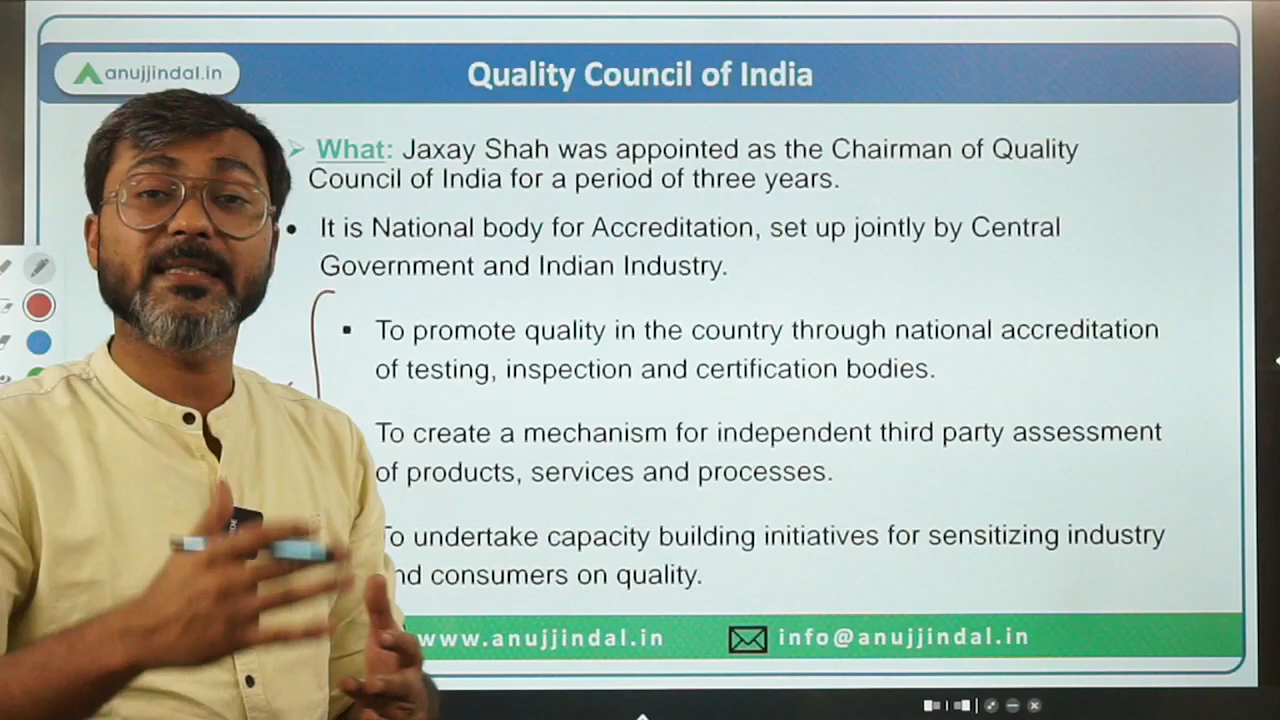 anujjindal.in
Quality Council of India
What: Jaxay Shah was appointed as the Chairman of Quality
Council of India for a period of three years.
It is National body for Accreditation, set up jointly by Central
Government and Indian Industry.
To promote quality in the country through national accreditation
of testing, inspection and certification bodies.
To create a mechanism for independent third party assessment
of products, services and processes.
To undertake capacity building initiatives for sensitizing industry
and consumers on quality.
www.anujjindal.in
info@anujjindal.in